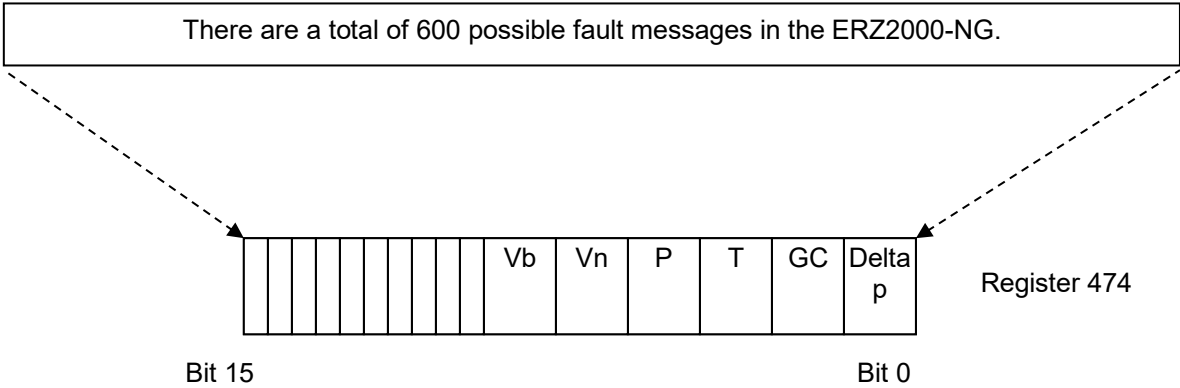 There are a total of 600 possible fault messages in the ERZ2000-NG.
Vb Vn P T GC Delta
p
Register 474
Bit 15 Bit 0